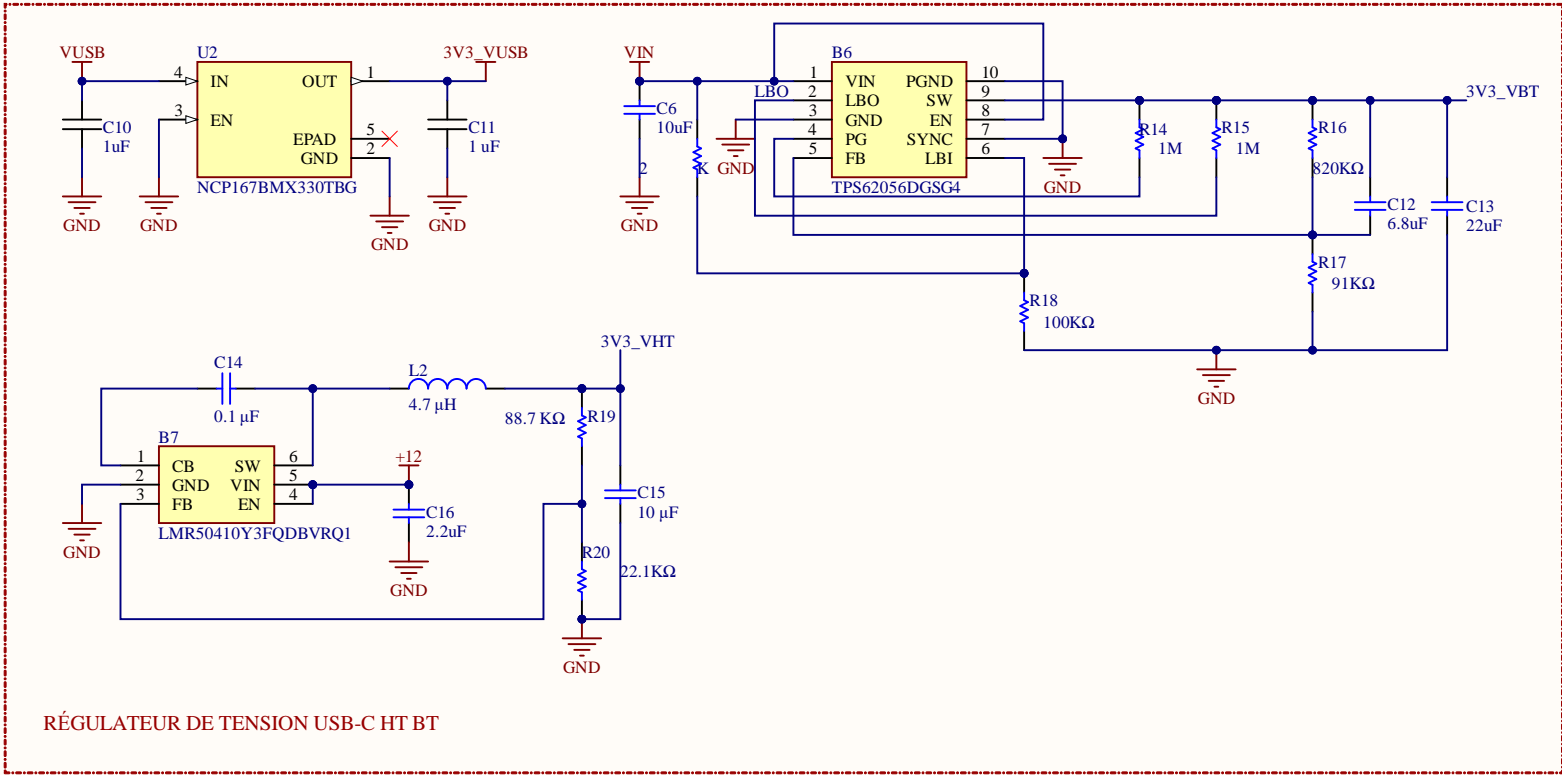 VUSB
U2
3V3_VUSB
4 IN OUT 1
3 EN
EPAD 5
GND 2
C10
1uF
C11
1 uF
NCP167BMX330TBG
GND
GND
GND
GND
VIN
B6
C6
10uF
2
K
LBO
GND
GND
1 VIN PGND 10
2 LBO SW 9
3 GND EN 8
4 PG SYNC 7
5 FB LBI 6
TPS62056DGSG4
GND
3V3_VBT
R14
1M
R15
1M
R16
820KΩ
C12
6.8uF
C13
22uF
R17
91KΩ
R18
100KΩ
GND
3V3_VHT
C14
0.1 µF
L2
4.7 µH
88.7 KΩ
R19
B7
1 CB SW 6
2 GND VIN 5
3 FB EN 4
LMR50410Y3FQDBVRQ1
GND
+12
C16
2.2uF
GND
C15
10 µF
R20
22.1KΩ
GND
RÉGULATEUR DE TENSION USB-C HT BT